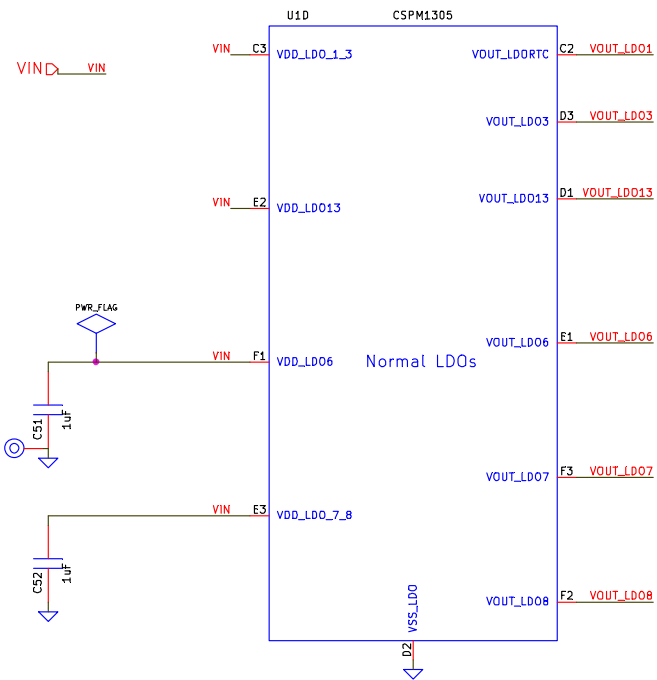 U1D CSPM1305
VIN C3 VDD_LDO_1_3 VOUT_LDORTC C2 VOUT_LDO1
VIN VIN
VOUT_LDO3 D3 VOUT_LDO3
VIN E2 VDD_LDO13 VOUT_LDO13 D1 VOUT_LDO13
PWR_FLAG
VOUT_LDO6 E1 VOUT_LDO6
VIN F1 VDD_LDO6 Normal LDOs
C51 1uF
VOUT_LDO7 F3 VOUT_LDO7
VIN E3 VDD_LDO_7_8
C52 1uF
VOUT_LDO8 F2 VOUT_LDO8
VSS_LDO
D2